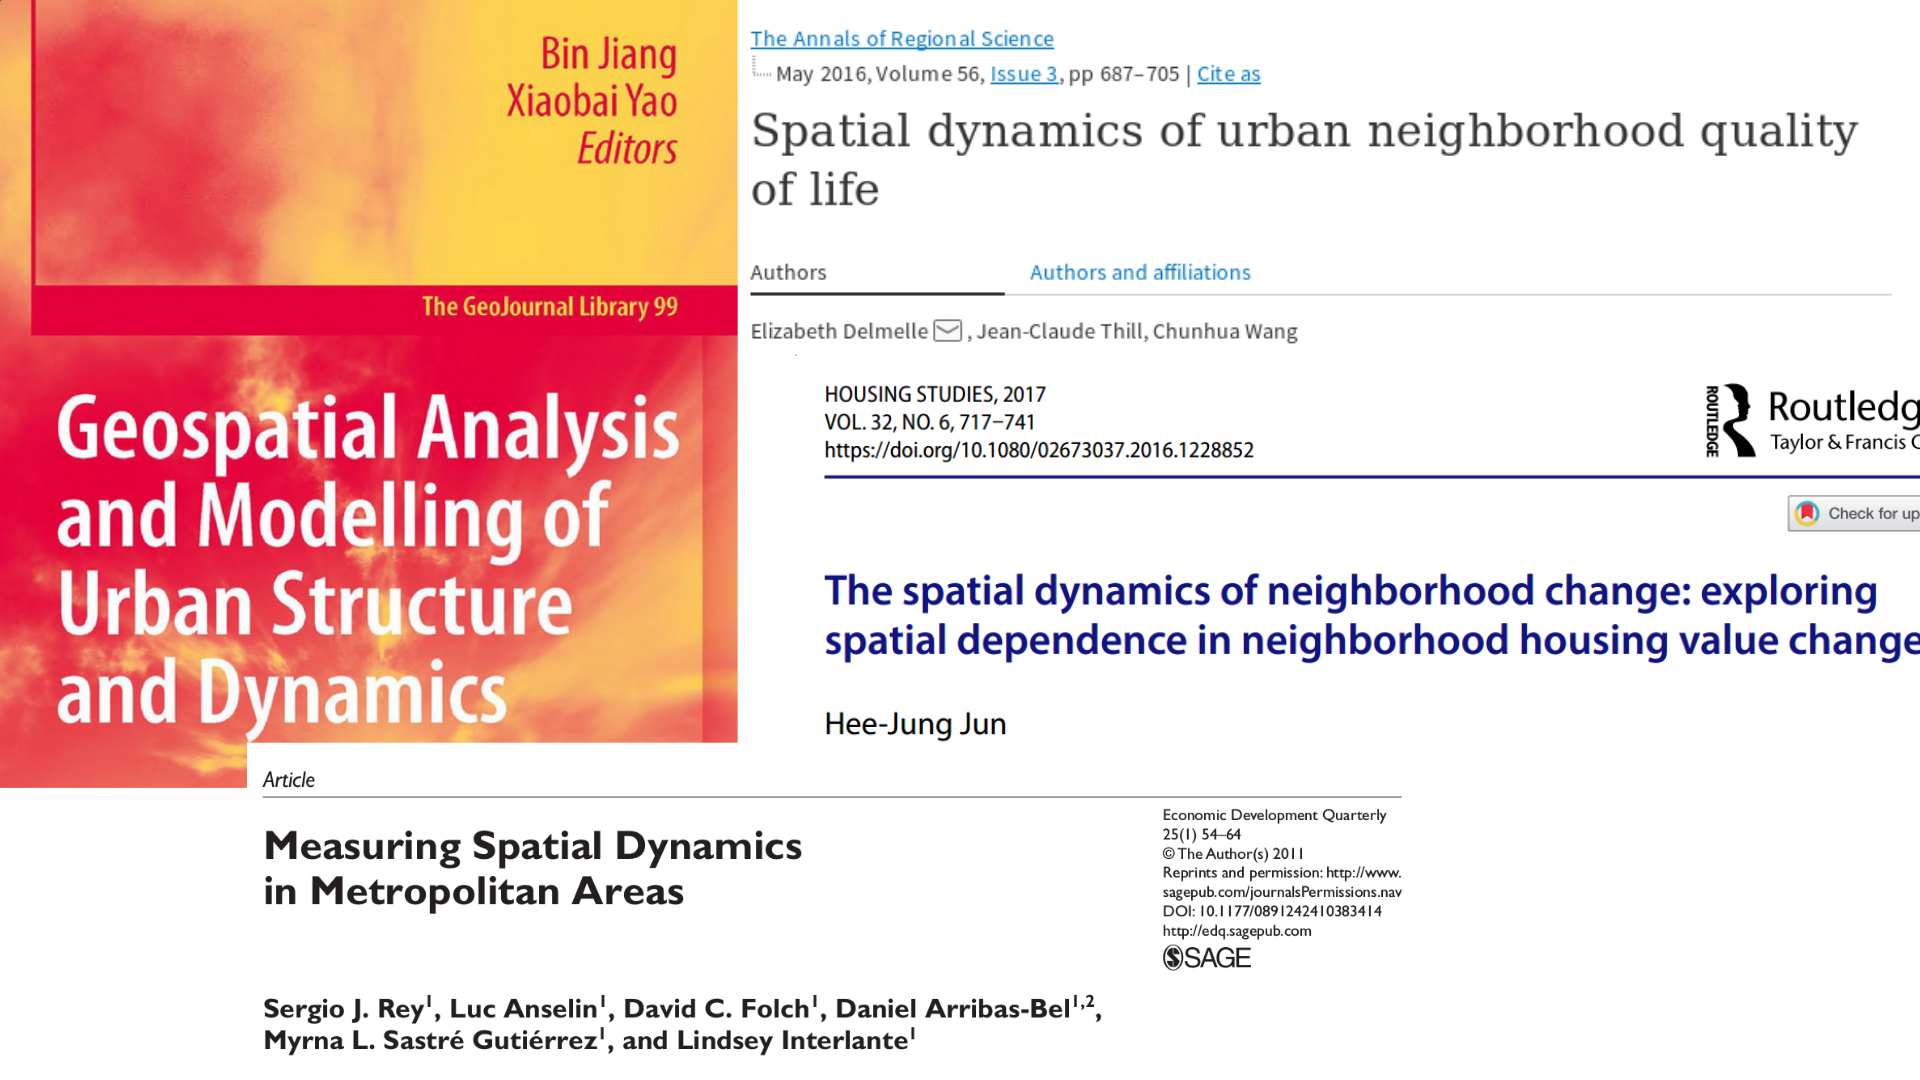 Bin Jiang
Xiaobai Yao
Editors
The GeoJournal Library 99
Geospatial Analysis
and Modelling of
Urban Structure
and Dynamics
The Annals of Regional Science
May 2016, Volume 56, Issue 3, pp 687–705 | Cite as
Spatial dynamics of urban neighborhood quality
of life
Authors
Authors and affiliations
Elizabeth Delmelle , Jean-Claude Thill, Chunhua Wang
HOUSING STUDIES, 2017
VOL. 32, NO. 6, 717–741
https://doi.org/10.1080/02673037.2016.1228852
ROUTLEDGE
Routledg
Taylor & Francis G
Check for up
The spatial dynamics of neighborhood change: exploring
spatial dependence in neighborhood housing value change
Hee-Jung Jun
Article
Measuring Spatial Dynamics
in Metropolitan Areas
Economic Development Quarterly
25(1) 54–64
© The Author(s) 2011
Reprints and permission: http://www.
sagepub.com/journalsPermissions.nav
DOI: 10.1177/0891242410383414
http://edq.sagepub.com
SAGE
Sergio J. Rey1, Luc Anselin1, David C. Folch1, Daniel Arribas-Bel1,2,
Myrna L. Sastré Gutiérrez1, and Lindsey Interlante1